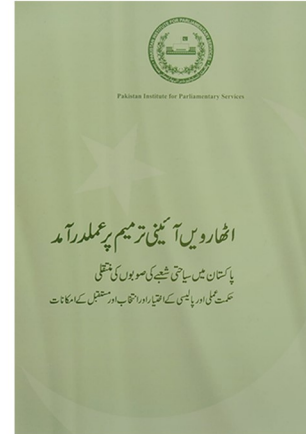 Pakistan Institute for Parliamentary Services
اٹھارویں آئینی ترمیم پر عملدرآمد
پاکستان میں سیاحتی شعبے کی صوبوں کی منتقلی
حکمت عملی اور پالیسی کے اختیار اور انتخاب اور مستقبل کے امکانات